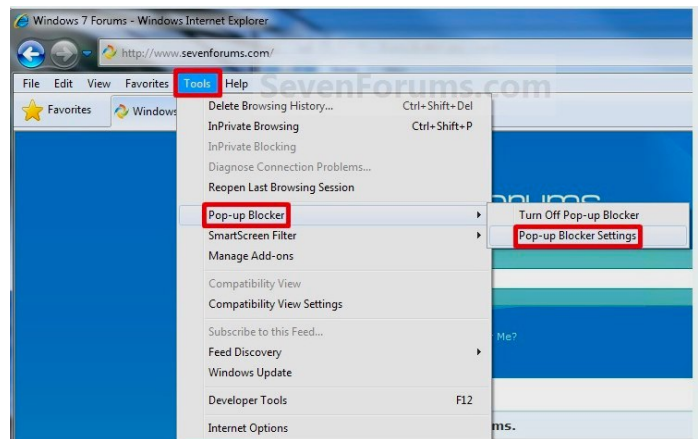 Windows 7 Forums - Windows Internet Explorer
http://www.sevenforums.com/
File Edit View Favorites Tools Help
SevenForums.com
Favorites Windows
Delete Browsing History... Ctrl+Shift+Del
InPrivate Browsing Ctrl+Shift+P
InPrivate Blocking
Diagnose Connection Problems...
Reopen Last Browsing Session
Pop-up Blocker
Turn Off Pop-up Blocker
SmartScreen Filter
Pop-up Blocker Settings
Manage Add-ons
Compatibility View
Compatibility View Settings
Subscribe to this Feed...
Me?
Feed Discovery
Windows Update
Developer Tools F12
Internet Options
ms.